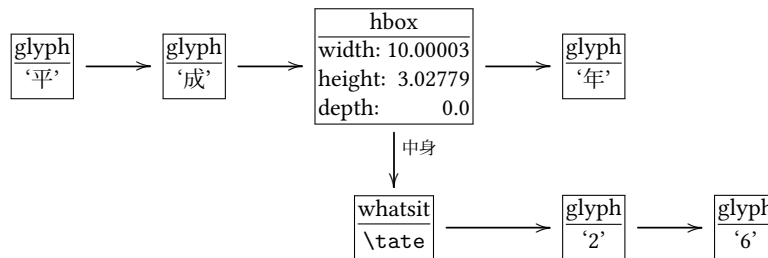 hbox
glyph glyph width: 10.00003 glyph
‘平’ ‘成’ height: 3.02779 ‘年’
depth: 0.0
中身
whatsit glyph glyph
\tate ‘2’ ‘6’